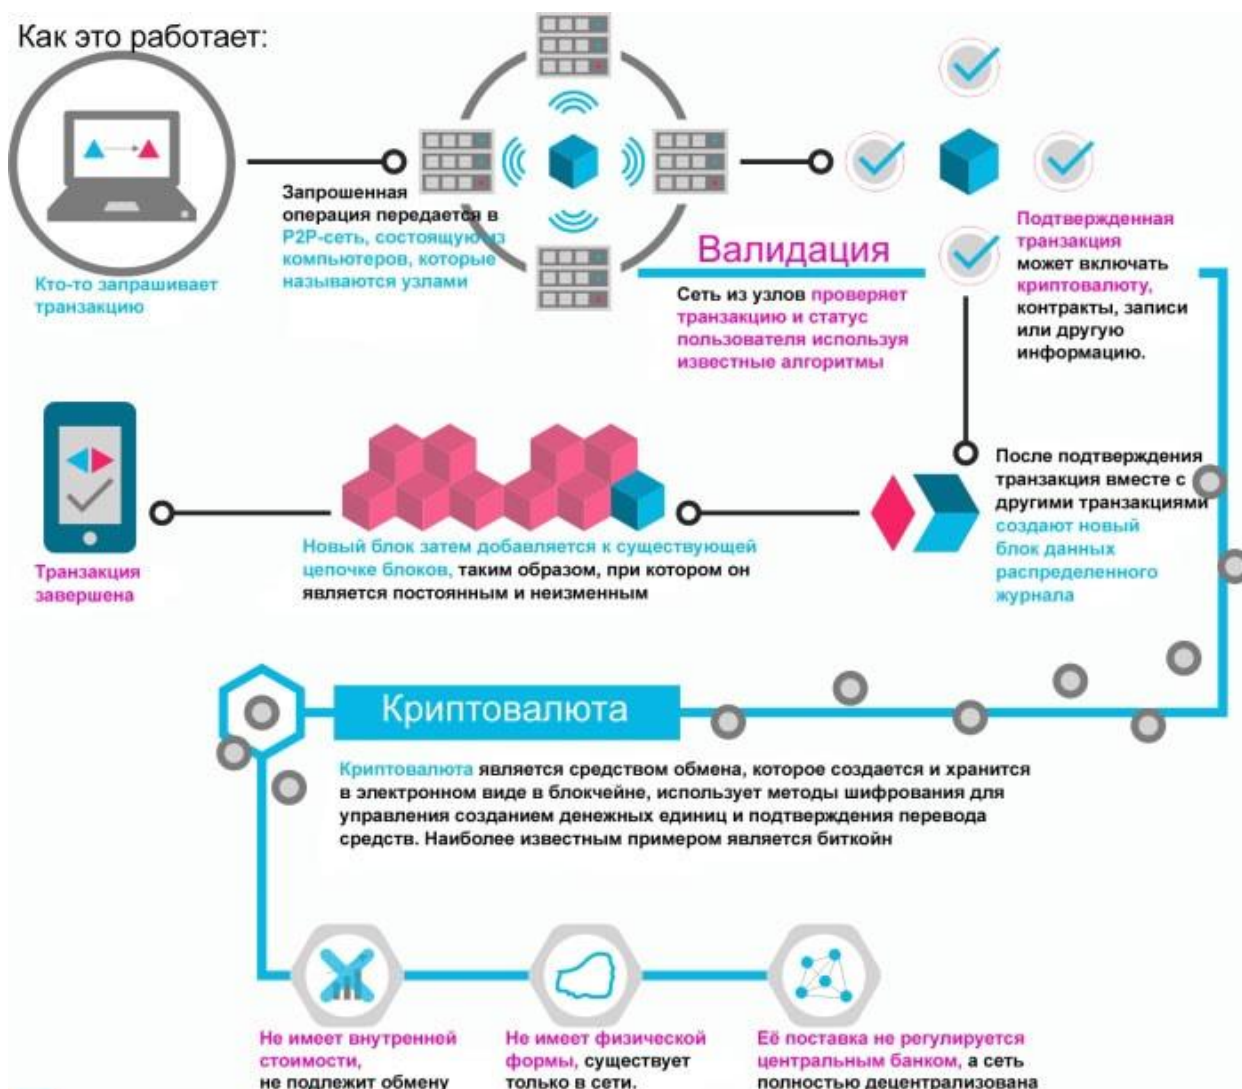 Как это работает:
Кто-то запрашивает
транзакцию
Запрошенная
операция передается в
P2P-сеть, состоящую из
компьютеров, которые
называются узлами
Валидация
Сеть из узлов проверяет
транзакцию и статус
пользователя используя
известные алгоритмы
Подтвержденная
транзакция
может включать
криптовалюту,
контракты, записи
или другую
информацию.
После подтверждения
транзакция вместе с
другими транзакциями
создают новый
блок данных
распределенного
журнала
Новый блок затем добавляется к существующей
цепочке блоков, таким образом, при котором он
является постоянным и неизменным
Транзакция
завершена
Криптовалюта
Криптовалюта является средством обмена, которое создается и хранится
в электронном виде в блокчейне, использует методы шифрования для
управления созданием денежных единиц и подтверждения перевода
средств. Наиболее известным примером является биткойн
Не имеет внутренней
стоимости,
не подлежит обмену
Не имеет физической
формы, существует
только в сети.
Её поставка не регулируется
центральным банком, а сеть
полностью децентрализована